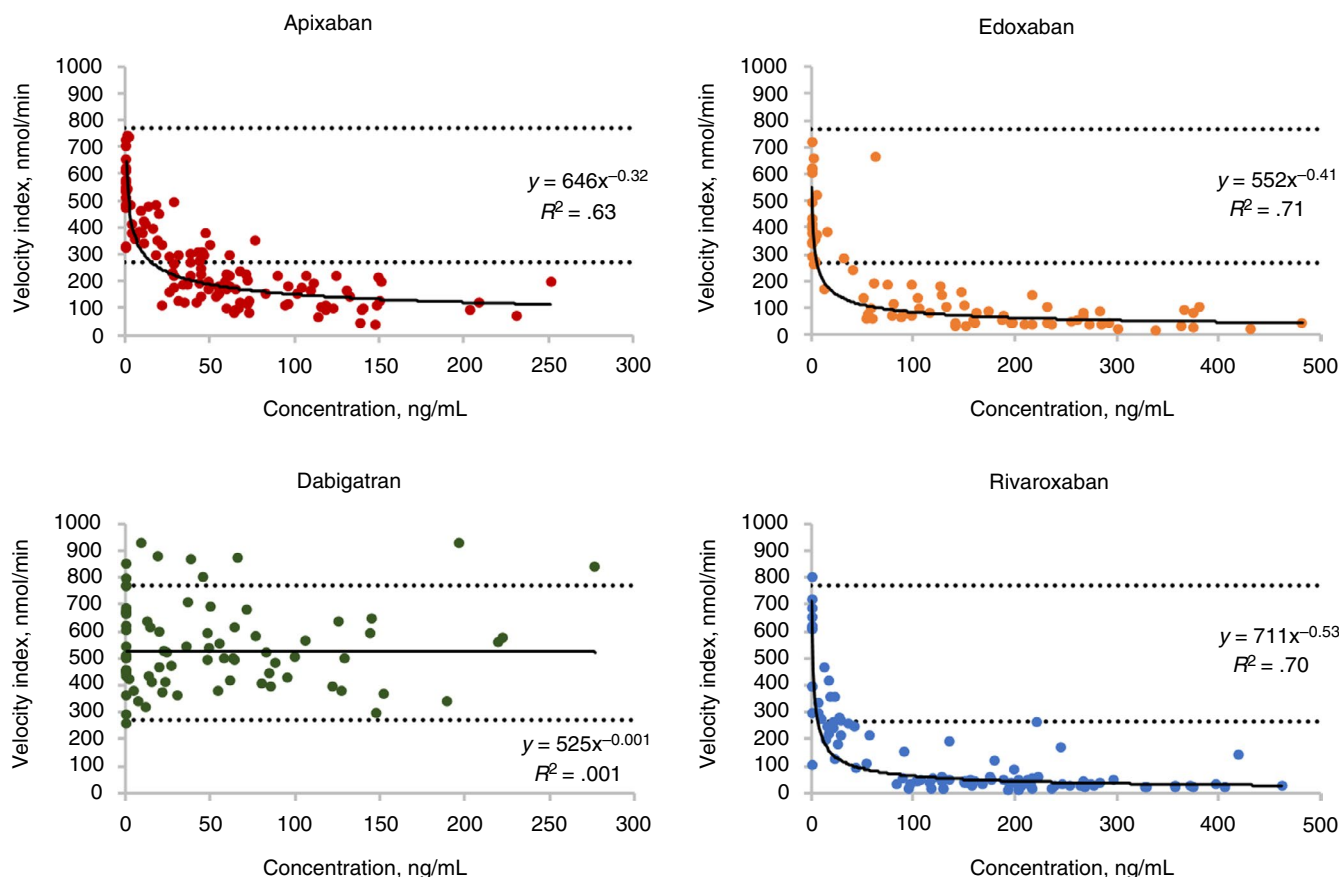 Apixaban
Velocity index, nmol/min
1000
900
800
700
600
500
400
300
200
100
0
y = 646x−0.32
R2 = .63
0 50 100 150 200 250 300
Concentration, ng/mL
Edoxaban
Velocity index, nmol/min
1000
900
800
700
600
500
400
300
200
100
0
y = 552x−0.41
R2 = .71
0 100 200 300 400 500
Concentration, ng/mL
Dabigatran
Velocity index, nmol/min
1000
900
800
700
600
500
400
300
200
100
0
y = 525x−0.001
R2 = .001
0 50 100 150 200 250 300
Concentration, ng/mL
Rivaroxaban
Velocity index, nmol/min
1000
900
800
700
600
500
400
300
200
100
0
y = 711x−0.53
R2 = .70
0 100 200 300 400 500
Concentration, ng/mL